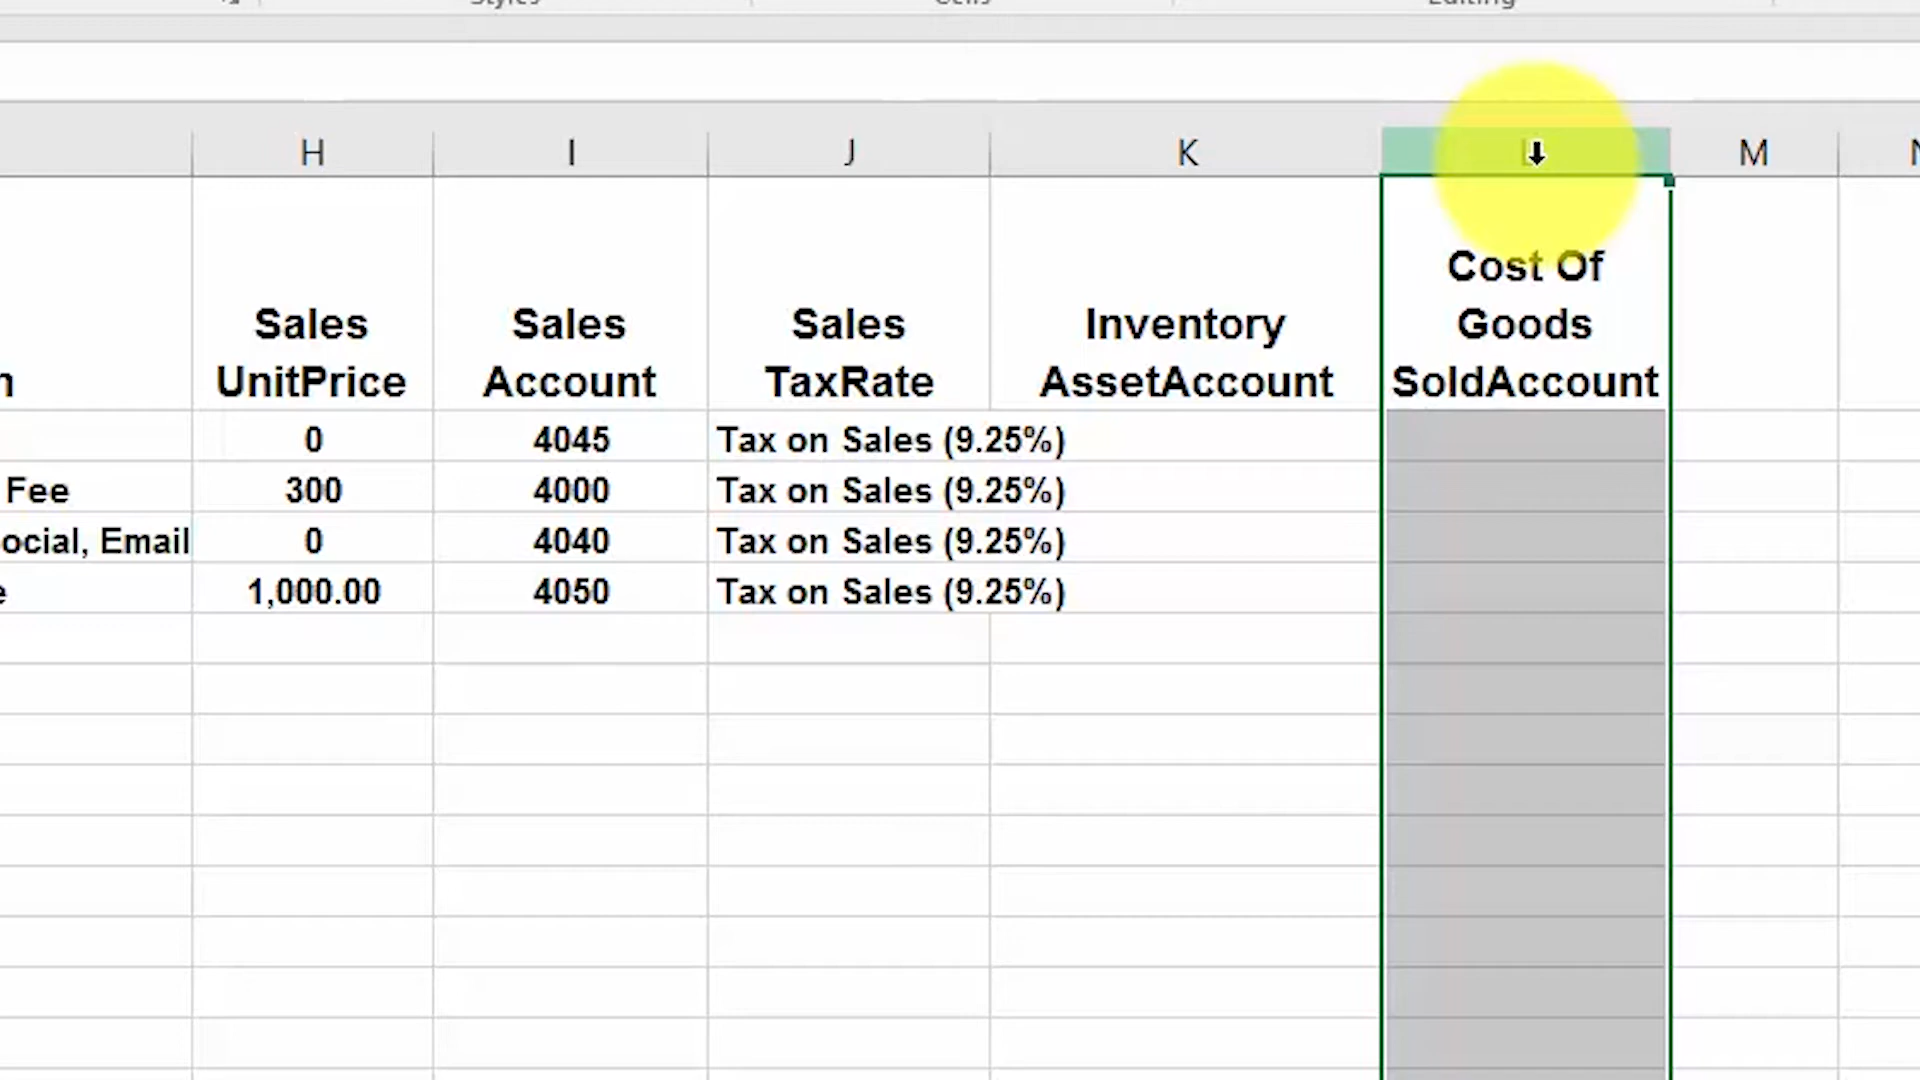 Styles Cells Editing
H I J K M
Cost Of
Sales Sales Sales Inventory Goods
UnitPrice Account TaxRate AssetAccount SoldAccount
0 4045 Tax on Sales (9.25%)
Fee 300 4000 Tax on Sales (9.25%)
ocial, Email 0 4040 Tax on Sales (9.25%)
1,000.00 4050 Tax on Sales (9.25%)